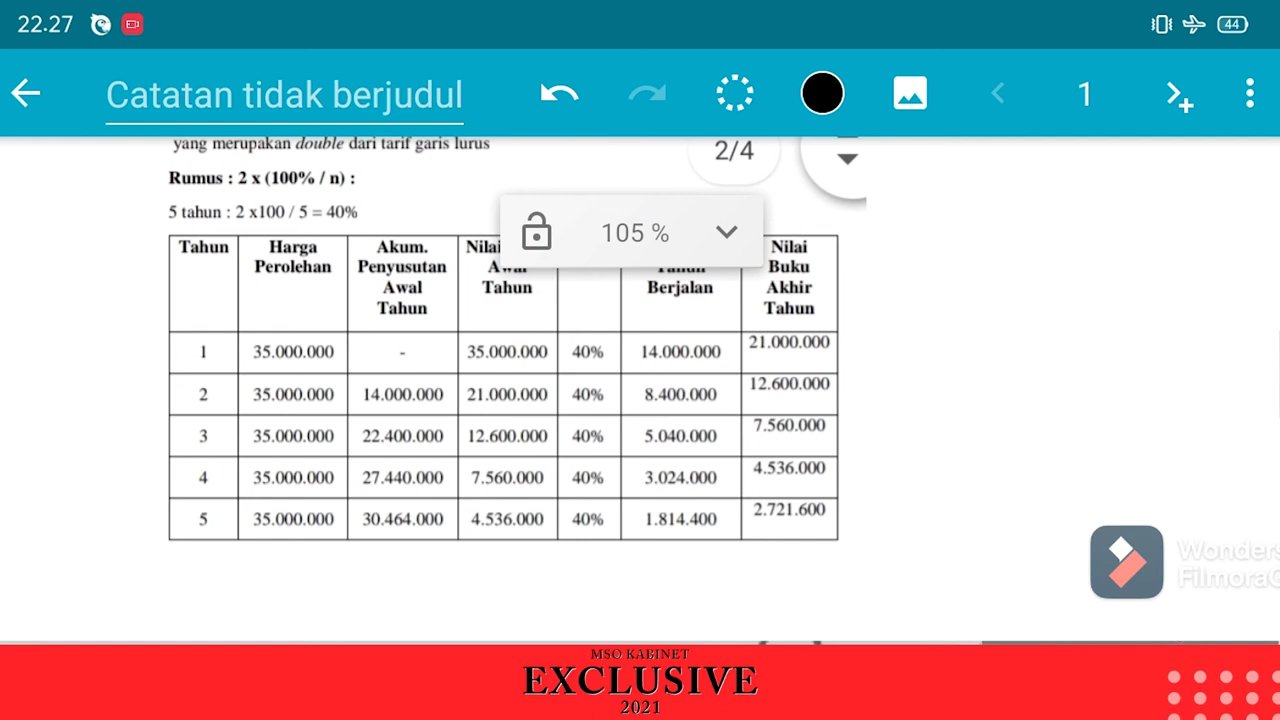 22.27
44
Catatan tidak berjudul
1
yang merupakan double dari tarif garis lurus
2/4
Rumus : 2 x (100% / n) :
5 tahun : 2 x100 / 5 = 40%
105 %
Tahun Harga Perolehan Akum. Penyusutan Awal Tahun Nilai Tahun Berjalan Nilai Buku Akhir Tahun
1 35.000.000 - 35.000.000 40% 14.000.000 21.000.000
2 35.000.000 14.000.000 21.000.000 40% 8.400.000 12.600.000
3 35.000.000 22.400.000 12.600.000 40% 5.040.000 7.560.000
4 35.000.000 27.440.000 7.560.000 40% 3.024.000 4.536.000
5 35.000.000 30.464.000 4.536.000 40% 1.814.400 2.721.600
Wonders
FilmoraG
MSO KABINET
EXCLUSIVE
2021